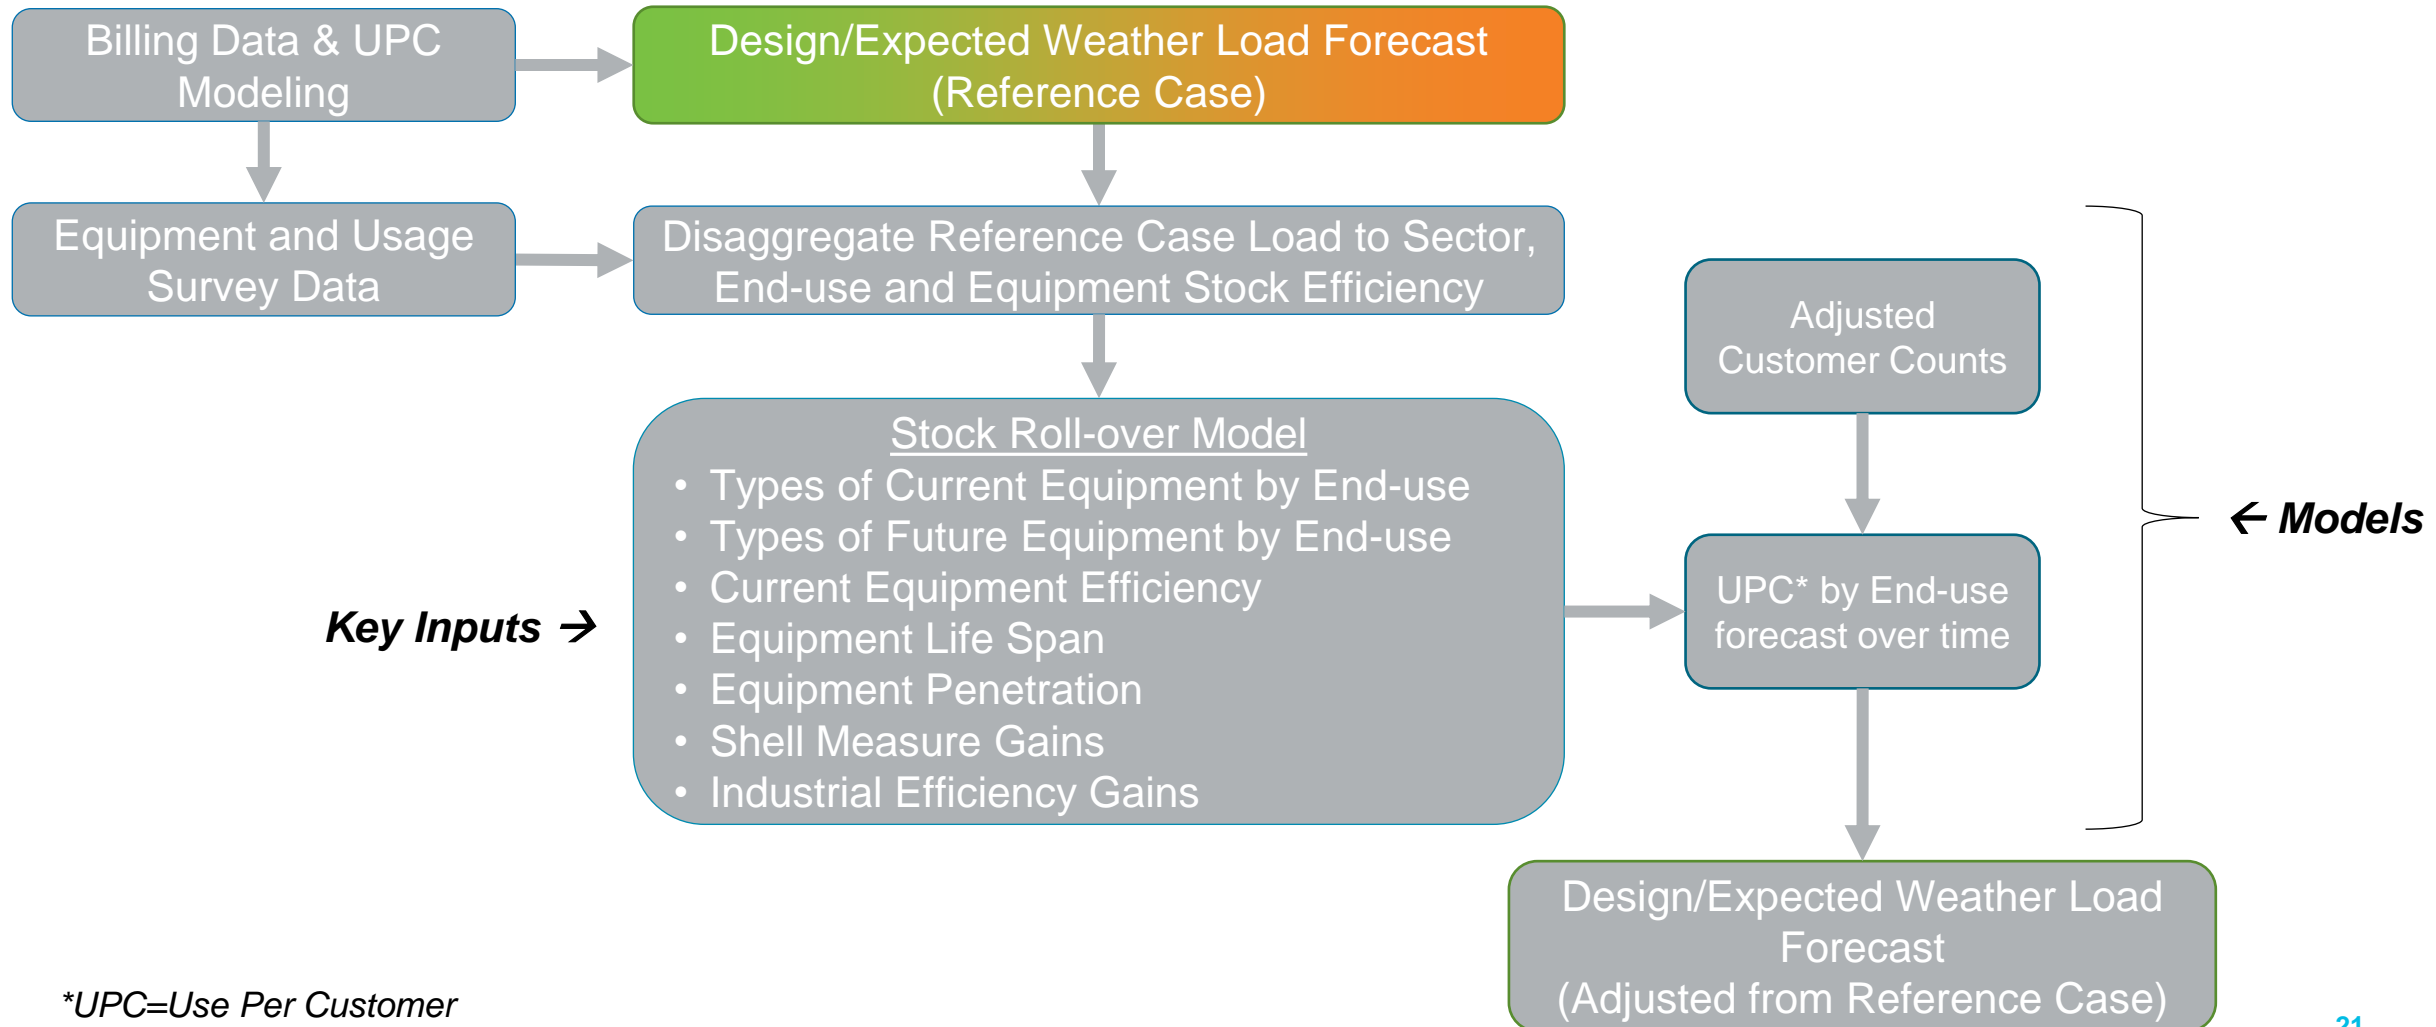 Billing Data & UPC
Modeling
Design/Expected Weather Load Forecast
(Reference Case)
Equipment and Usage
Survey Data
Disaggregate Reference Case Load to Sector,
End-use and Equipment Stock Efficiency
Adjusted
Customer Counts
Stock Roll-over Model
• Types of Current Equipment by End-use
• Types of Future Equipment by End-use
• Current Equipment Efficiency
• Equipment Life Span
• Equipment Penetration
• Shell Measure Gains
• Industrial Efficiency Gains
Key Inputs →
UPC* by End-use
forecast over time
← Models
Design/Expected Weather Load
Forecast
(Adjusted from Reference Case)
*UPC=Use Per Customer
21